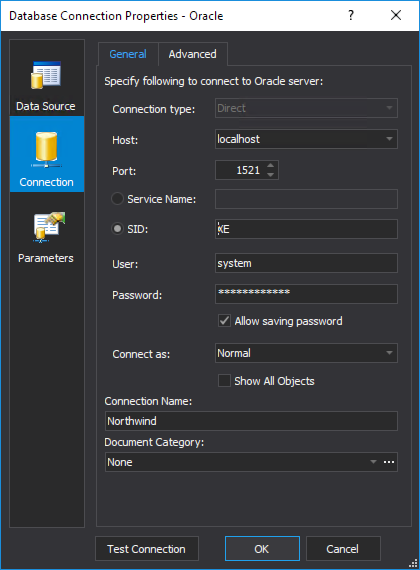 Database Connection Properties - Oracle
General Advanced
Specify following to connect to Oracle server:
Data Source
Connection
Parameters
Connection type: Direct
Host: localhost
Port: 1521
Service Name:
SID: XE
User: system
Password: ************
Allow saving password
Connect as: Normal
Show All Objects
Connection Name:
Northwind
Document Category:
None ...
Test Connection OK Cancel